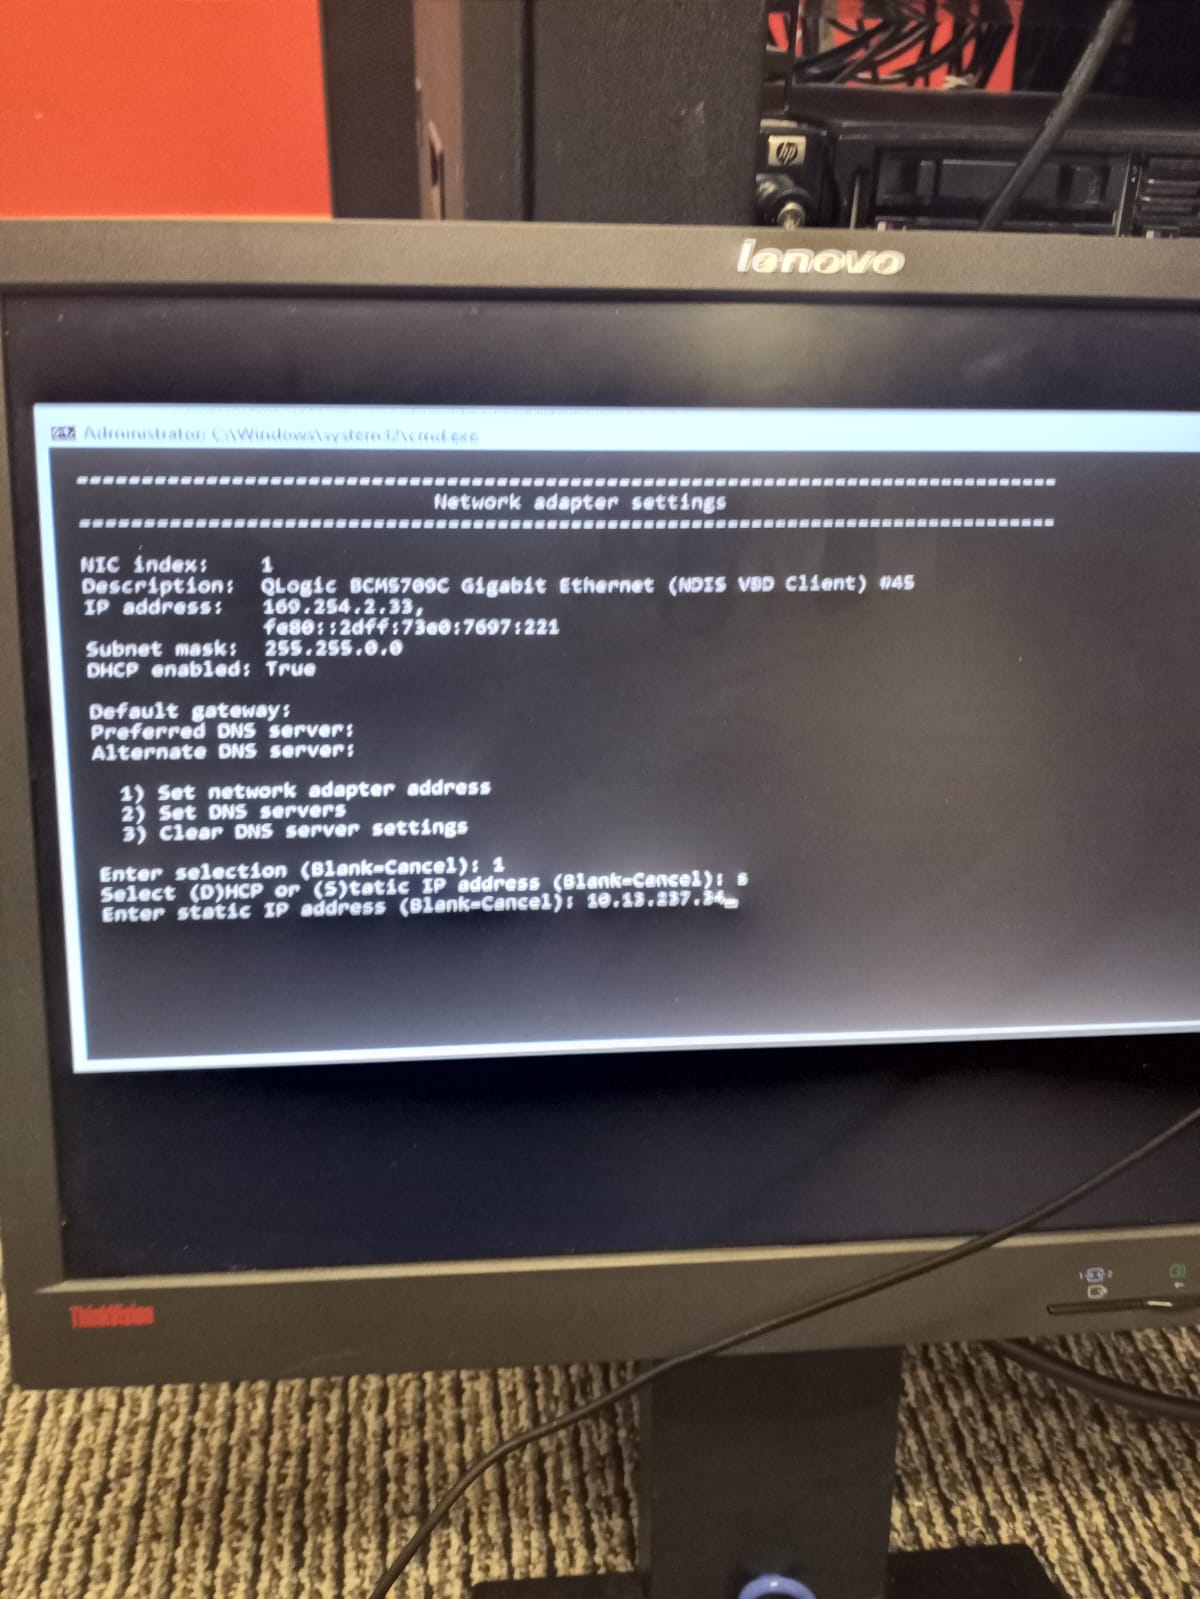 hp
lenovo
Administrator: C:\Windows\system32\cmd.exe
================================================================================
Network adapter settings
================================================================================
NIC index: 1
Description: QLogic BCM5709C Gigabit Ethernet (NDIS VBD Client) #45
IP address: 169.254.2.33,
fe80::2dff:73e0:7697:221
Subnet mask: 255.255.0.0
DHCP enabled: True
Default gateway:
Preferred DNS server:
Alternate DNS server:
1) Set network adapter address
2) Set DNS servers
3) Clear DNS server settings
Enter selection (Blank=Cancel): 1
Select (D)HCP or (S)tatic IP address (Blank=Cancel): s
Enter static IP address (Blank=Cancel): 10.13.237.34
ThinkVision